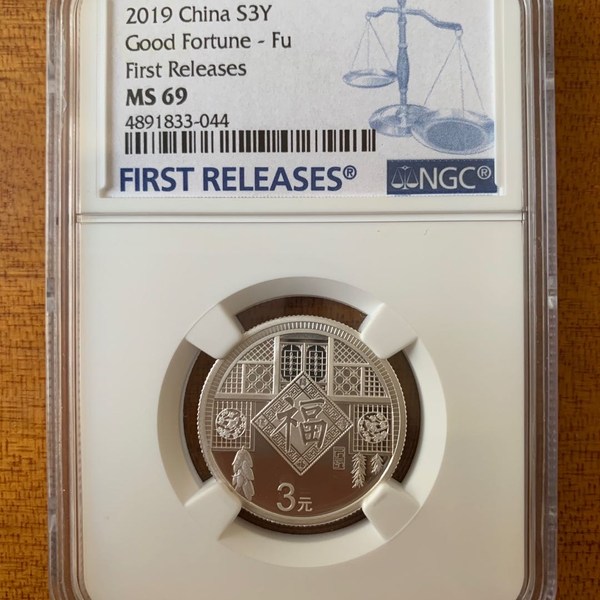 2019 China S3Y
Good Fortune - Fu
First Releases
MS 69
4891833-044
FIRST RELEASES®
NGC®
福
3元